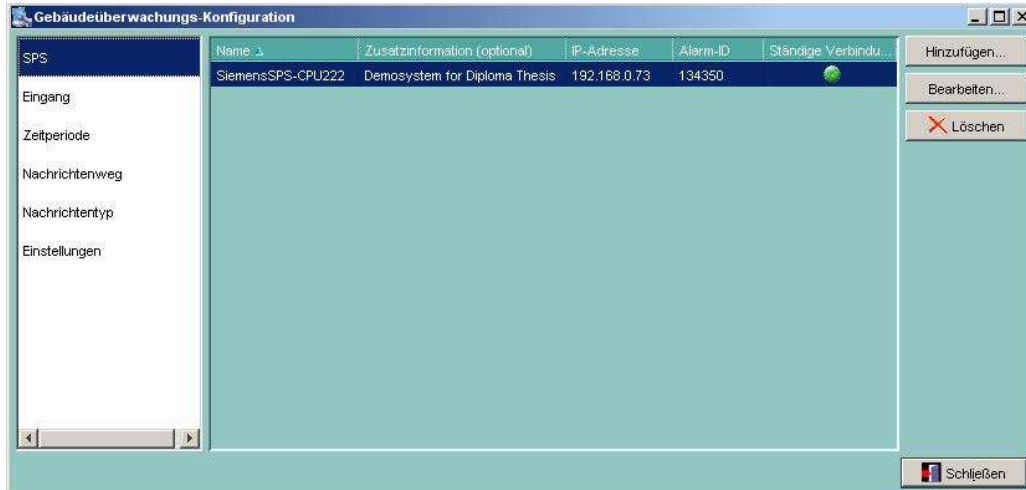 Gebäudeüberwachungs-Konfiguration
SPS
Eingang
Zeitperiode
Nachrichtenweg
Nachrichtentyp
Einstellungen
Name Zusatzinformation (optional) IP-Adresse Alarm-ID Ständige Verbindu...
SiemensSPS-CPU222 Demosystem for Diploma Thesis 192.168.0.73 134350
Hinzufügen...
Bearbeiten...
Löschen
Schließen